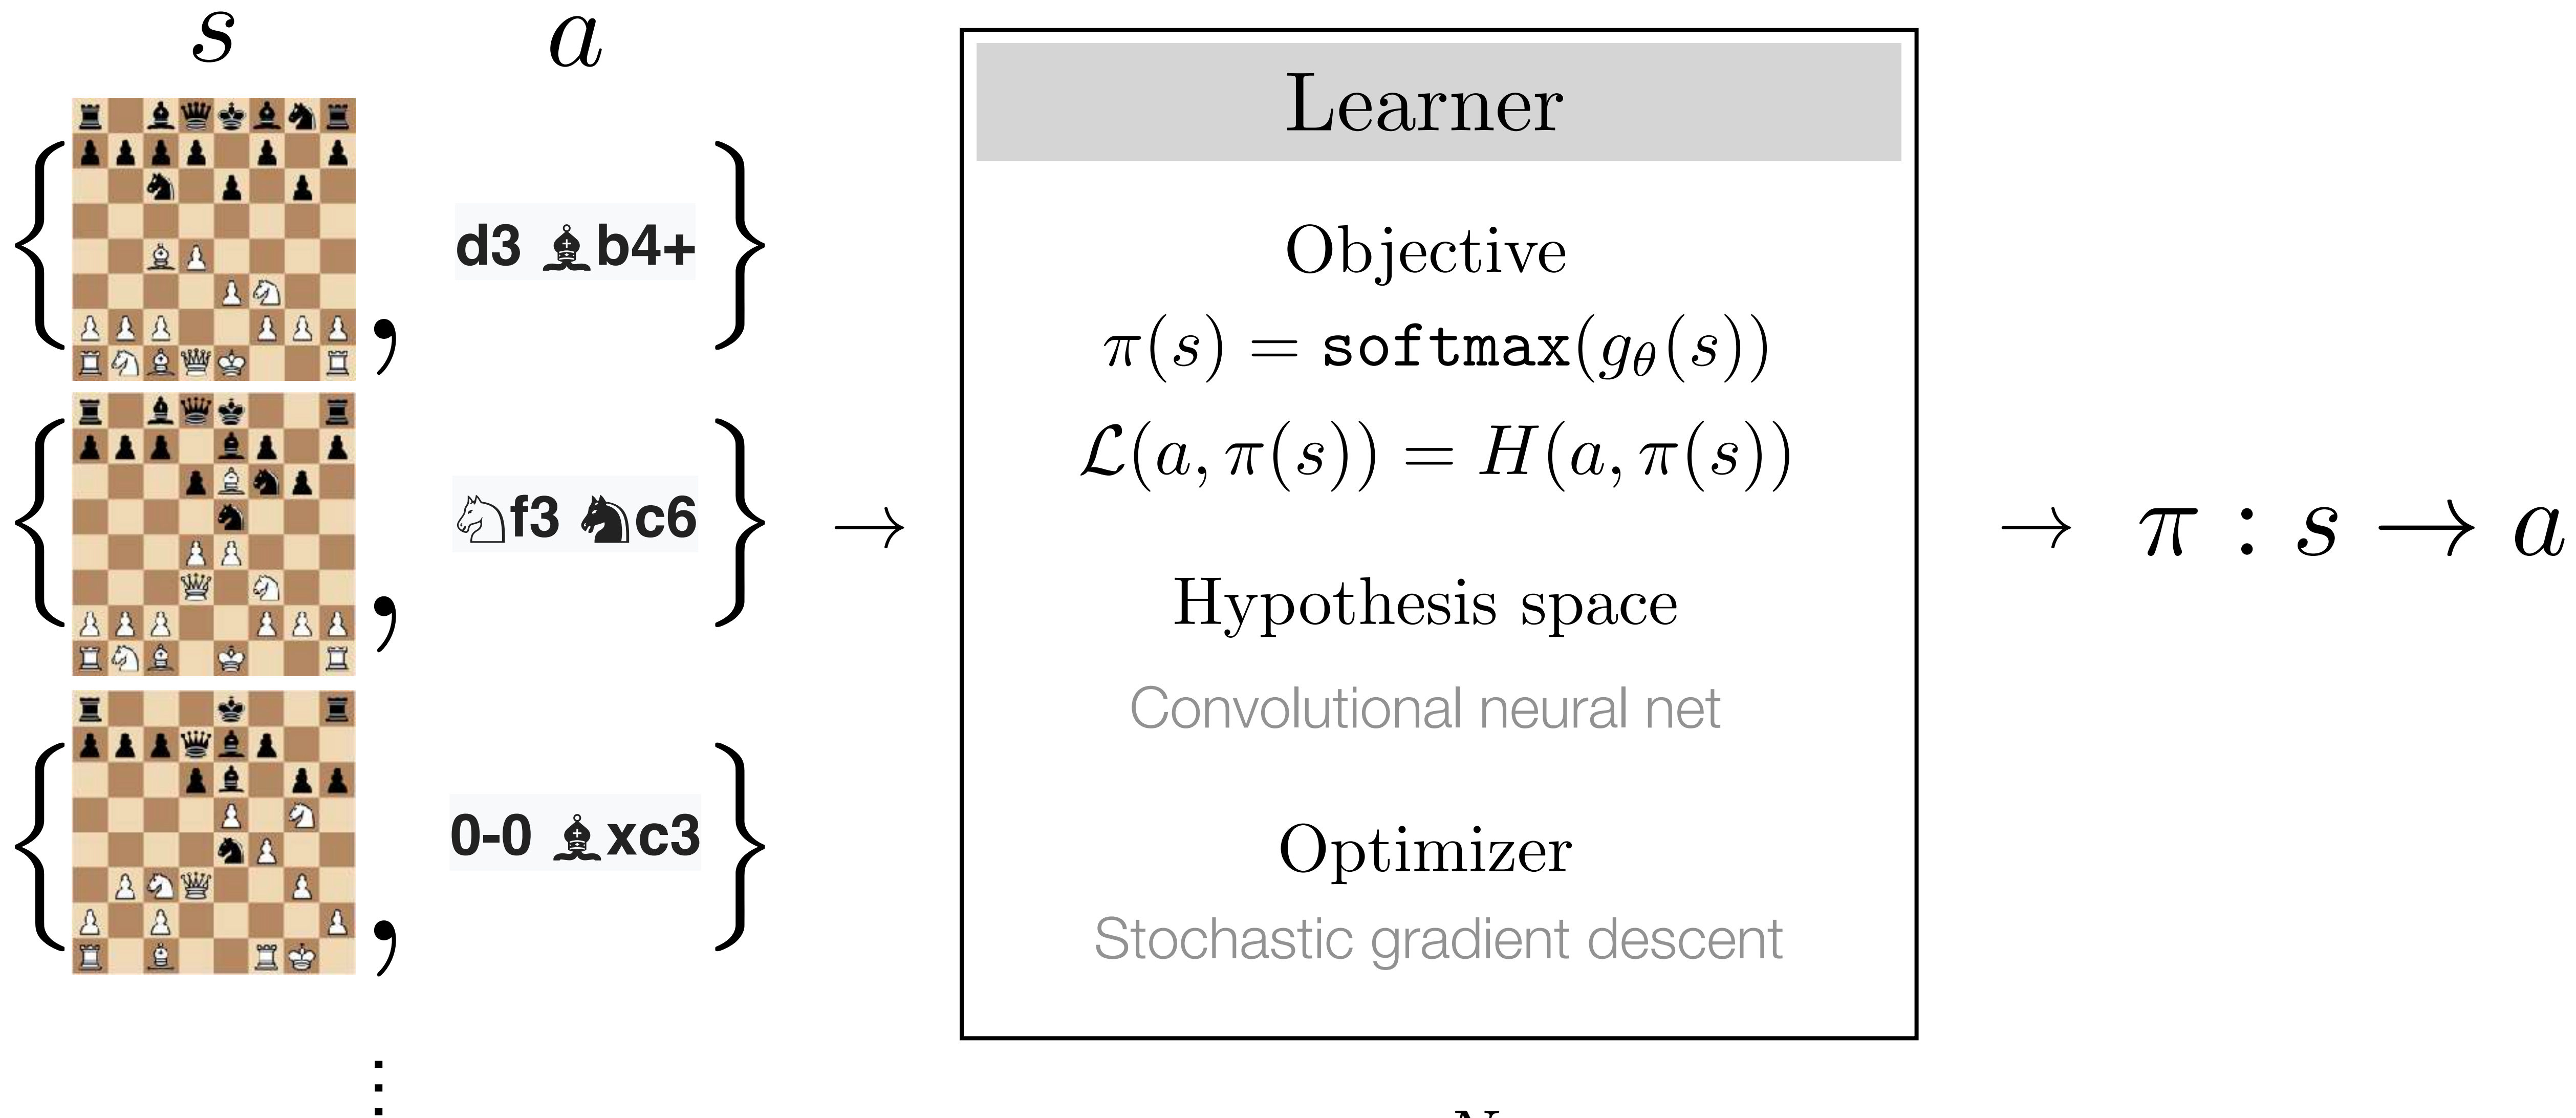 s a
{ , d3 ♝b4+ }
{ , ♘f3 ♞c6 }
{ , 0-0 ♝xc3 }
⋮
→
Learner
Objective
π(s) = softmax(g_θ(s))
ℒ(a, π(s)) = H(a, π(s))
Hypothesis space
Convolutional neural net
Optimizer
Stochastic gradient descent
→ π : s → a